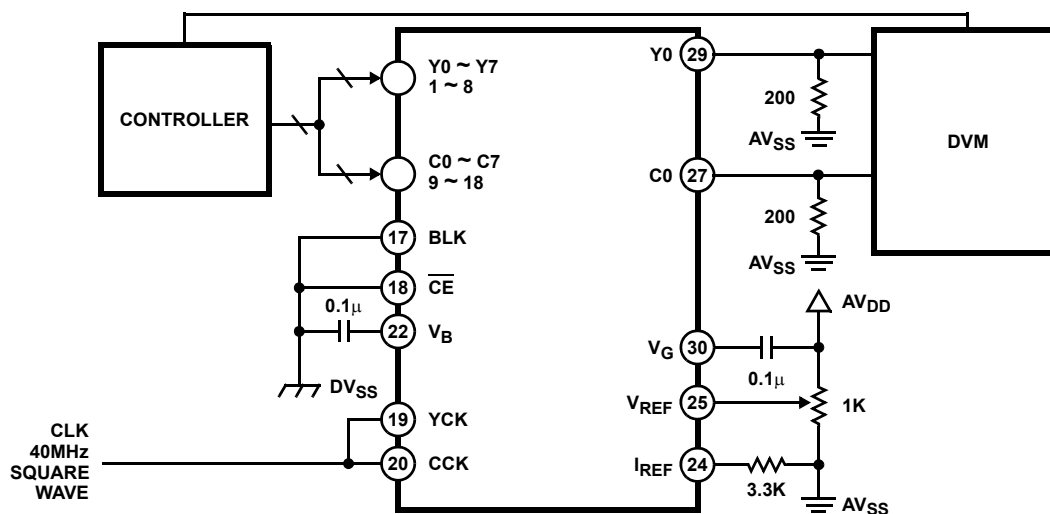 CONTROLLER
Y0 ~ Y7
1 ~ 8
C0 ~ C7
9 ~ 18
17 BLK
18 CE
0.1μ
22 VB
DVSS
19 YCK
20 CCK
CLK
40MHz
SQUARE
WAVE
Y0 29
200
AVSS
C0 27
200
AVSS
DVM
AVDD
VG 30
0.1μ
VREF 25
1K
IREF 24
3.3K
AVSS